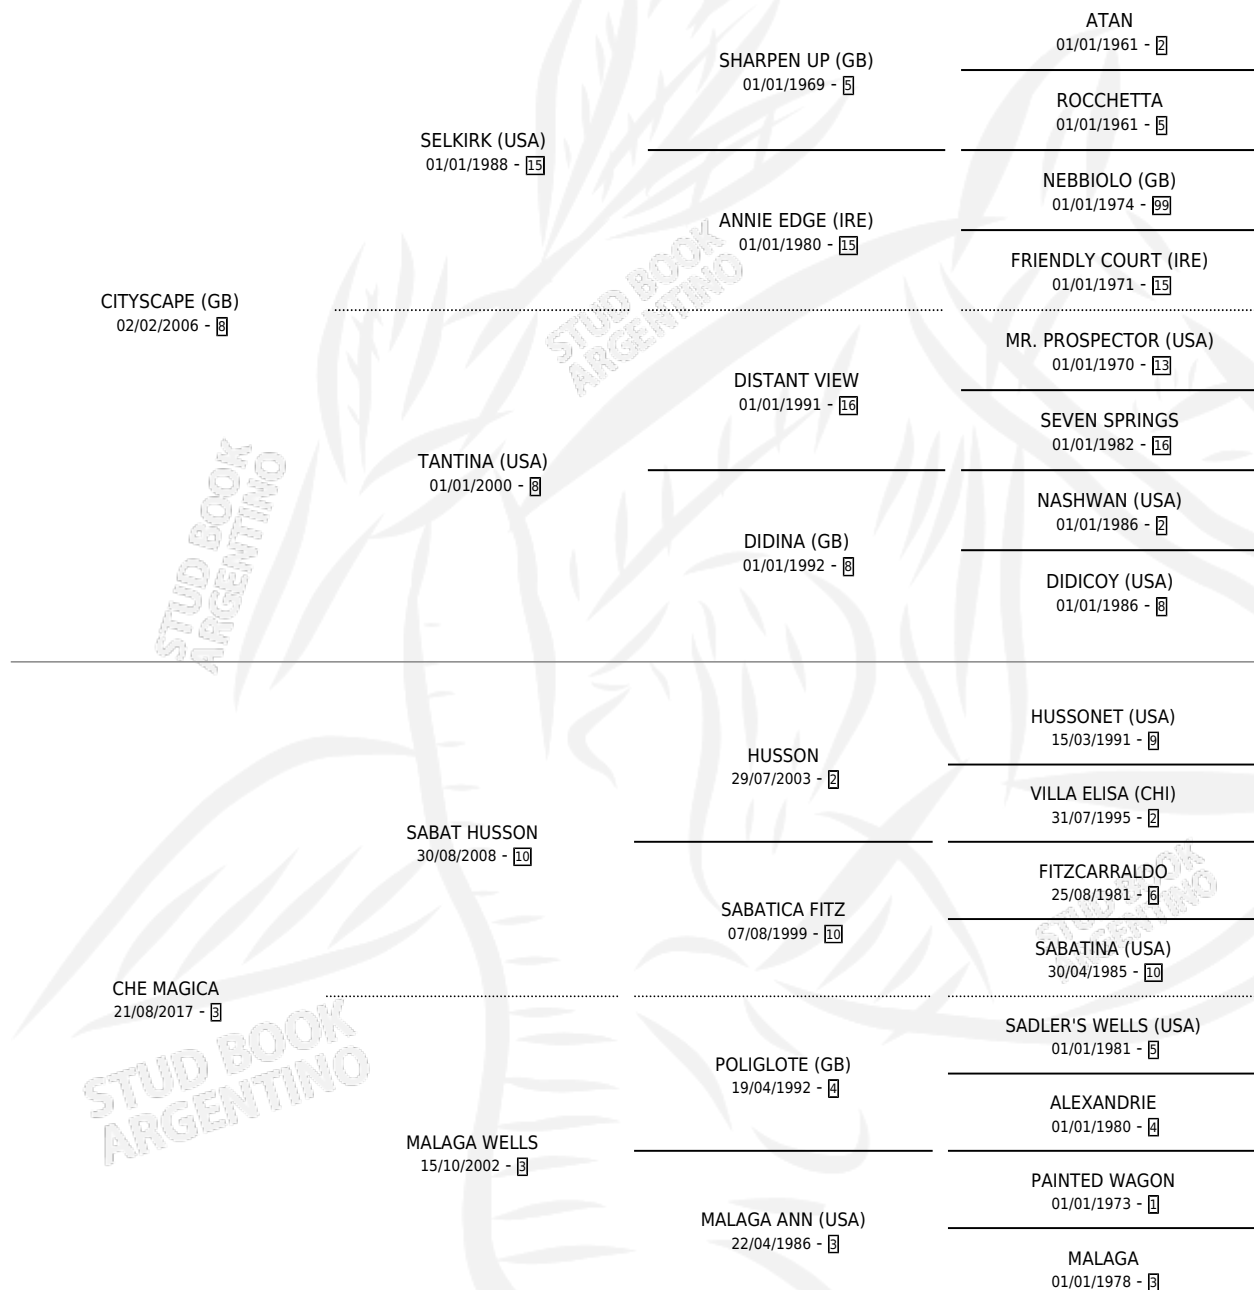 ATAN
01/01/1961 - 2
SHARPEN UP (GB)
01/01/1969 - 5
ROCCHETTA
01/01/1961 - 5
SELKIRK (USA)
01/01/1988 - 15
NEBBIOLO (GB)
01/01/1974 - 99
ANNIE EDGE (IRE)
01/01/1980 - 15
FRIENDLY COURT (IRE)
01/01/1971 - 15
CITYSCAPE (GB)
02/02/2006 - 8
STUD BOOK
ARGENTINO
MR. PROSPECTOR (USA)
01/01/1970 - 13
DISTANT VIEW
01/01/1991 - 16
SEVEN SPRINGS
01/01/1982 - 16
TANTINA (USA)
01/01/2000 - 8
NASHWAN (USA)
01/01/1986 - 2
DIDINA (GB)
01/01/1992 - 8
DIDICOY (USA)
01/01/1986 - 8
STUD BOOK
ARGENTINO
HUSSONET (USA)
15/03/1991 - 9
HUSSON
29/07/2003 - 2
VILLA ELISA (CHI)
31/07/1995 - 2
SABAT HUSSON
30/08/2008 - 10
FITZCARRALDO
25/08/1981 - 6
SABATICA FITZ
07/08/1999 - 10
STUD BOOK
ARGENTINO
SABATINA (USA)
30/04/1985 - 10
CHE MAGICA
21/08/2017 - 3
STUD BOOK
ARGENTINO
SADLER'S WELLS (USA)
01/01/1981 - 5
POLIGLOTE (GB)
19/04/1992 - 4
ALEXANDRIE
01/01/1980 - 4
MALAGA WELLS
15/10/2002 - 3
PAINTED WAGON
01/01/1973 - 1
MALAGA ANN (USA)
22/04/1986 - 3
MALAGA
01/01/1978 - 3